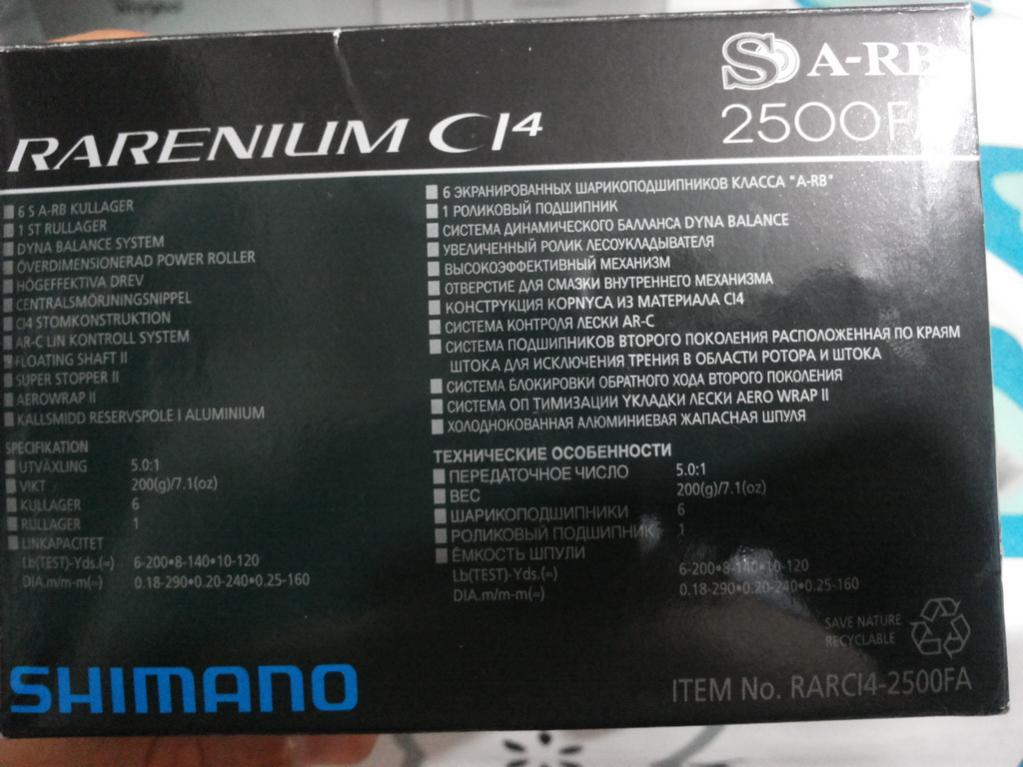 S A-RB
2500F
RARENIUM CI4
6 S A-RB KULLAGER
1 ST RULLAGER
DYNA BALANCE SYSTEM
ÖVERDIMENSIONERAD POWER ROLLER
HÖGEFFEKTIVA DREV
CENTRALSMÖRJNINGSNIPPEL
CI4 STOMKONSTRUKTION
AR-C LIN KONTROLL SYSTEM
FLOATING SHAFT II
SUPER STOPPER II
AEROWRAP II
KALLSMIDD RESERVSPOLE I ALUMINIUM
SPECIFIKATION
UTVÄXLING 5.0:1
VIKT 200(g)/7.1(oz)
KULLAGER 6
RULLAGER 1
LINKAPACITET
Lb(TEST)-Yds.(≈) 6-200•8-140•10-120
DIA.m/m-m(≈) 0.18-290•0.20-240•0.25-160
6 ЭКРАНИРОВАННЫХ ШАРИКОПОДШИПНИКОВ КЛАССА "A-RB"
1 РОЛИКОВЫЙ ПОДШИПНИК
СИСТЕМА ДИНАМИЧЕСКОГО БАЛЛАНСА DYNA BALANCE
УВЕЛИЧЕННЫЙ РОЛИК ЛЕСОУКЛАДЫВАТЕЛЯ
ВЫСОКОЭФФЕКТИВНЫЙ МЕХАНИЗМ
ОТВЕРСТИЕ ДЛЯ СМАЗКИ ВНУТРЕННЕГО МЕХАНИЗМА
КОНСТРУКЦИЯ КОРNУСА ИЗ МАТЕРИАЛА CI4
СИСТЕМА КОНТРОЛЯ ЛЕСКИ AR-C
СИСТЕМА ПОДШИПНИКОВ ВТОРОГО ПОКОЛЕНИЯ РАСПОЛОЖЕННАЯ ПО КРАЯМ
ШТОКА ДЛЯ ИСКЛЮЧЕНИЯ ТРЕНИЯ В ОБЛАСТИ РОТОРА И ШТОКА
СИСТЕМА БЛОКИРОВКИ ОБРАТНОГО ХОДА ВТОРОГО ПОКОЛЕНИЯ
СИСТЕМА ОП ТИМИЗАЦИИ YКЛАДКИ ЛЕСКИ AERO WRAP II
ХОЛОДНОКОВАННАЯ АЛЮМИНИЕВАЯ ЖАПАСНАЯ ШПУЛЯ
ТЕХНИЧЕСКИЕ ОСОБЕННОСТИ
ПЕРЕДАТОЧНОЕ ЧИСЛО 5.0:1
ВЕС 200(g)/7.1(oz)
ШАРИКОПОДШИПНИКИ 6
РОЛИКОВЫЙ ПОДШИПНИК 1
ЁМКОСТЬ ШПУЛИ
Lb(TEST)-Yds.(≈) 6-200•8-140•10-120
DIA.m/m-m(≈) 0.18-290•0.20-240•0.25-160
SAVE NATURE
RECYCLABLE
SHIMANO
ITEM No. RARCI4-2500FA